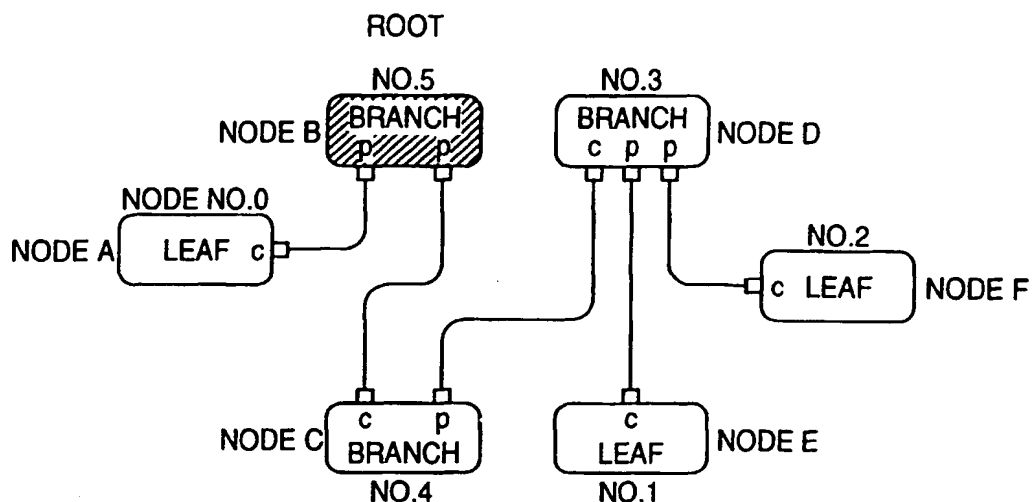 ROOT
NO.5
NO.3
NODE B
BRANCH
p p
BRANCH
c p p
NODE D
NODE NO.0
NODE A
LEAF c
NO.2
c LEAF
NODE F
NODE C
c p
BRANCH
NO.4
c
LEAF
NODE E
NO.1